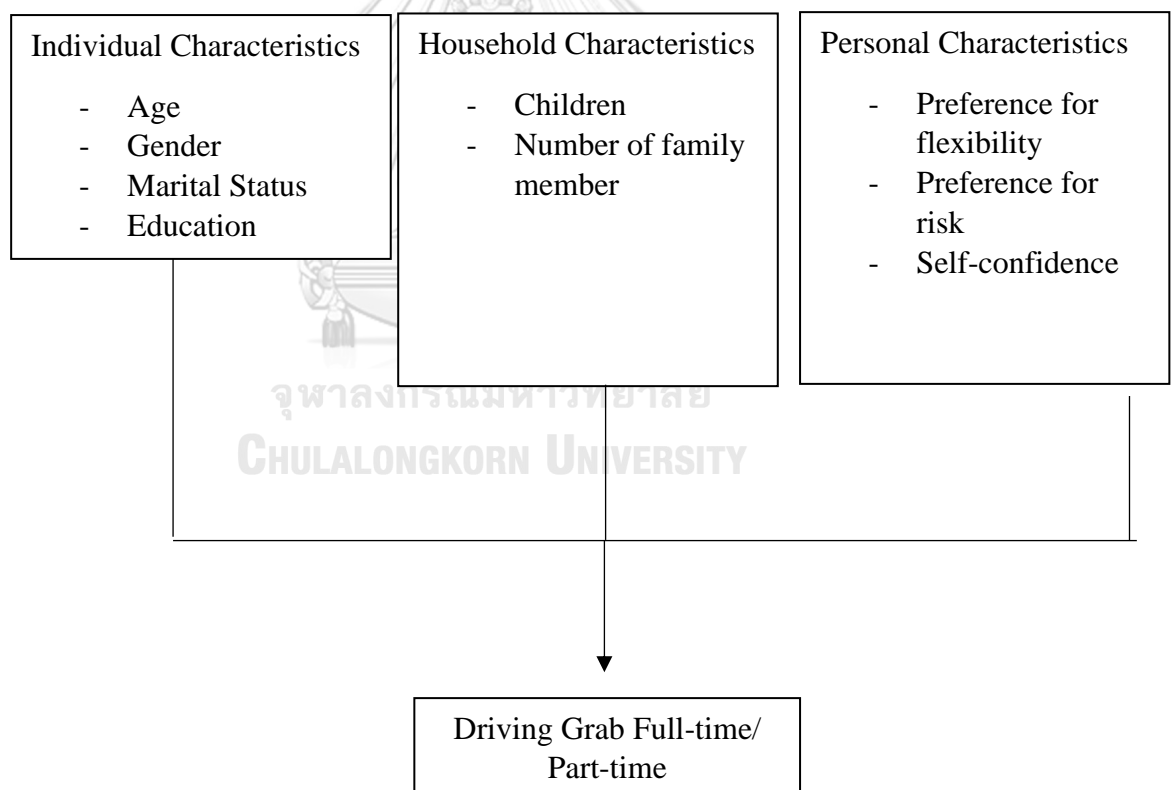 Individual Characteristics
- Age
- Gender
- Marital Status
- Education
Household Characteristics
- Children
- Number of family
member
Personal Characteristics
- Preference for
flexibility
- Preference for
risk
- Self-confidence
จุฬาลงกรณ์มหาวิทยาลัย
CHULALONGKORN UNIVERSITY
Driving Grab Full-time/
Part-time